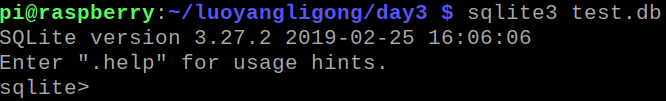 pi@raspberry:~/luoyangligong/day3 $ sqlite3 test.db
SQLite version 3.27.2 2019-02-25 16:06:06
Enter ".help" for usage hints.
sqlite>